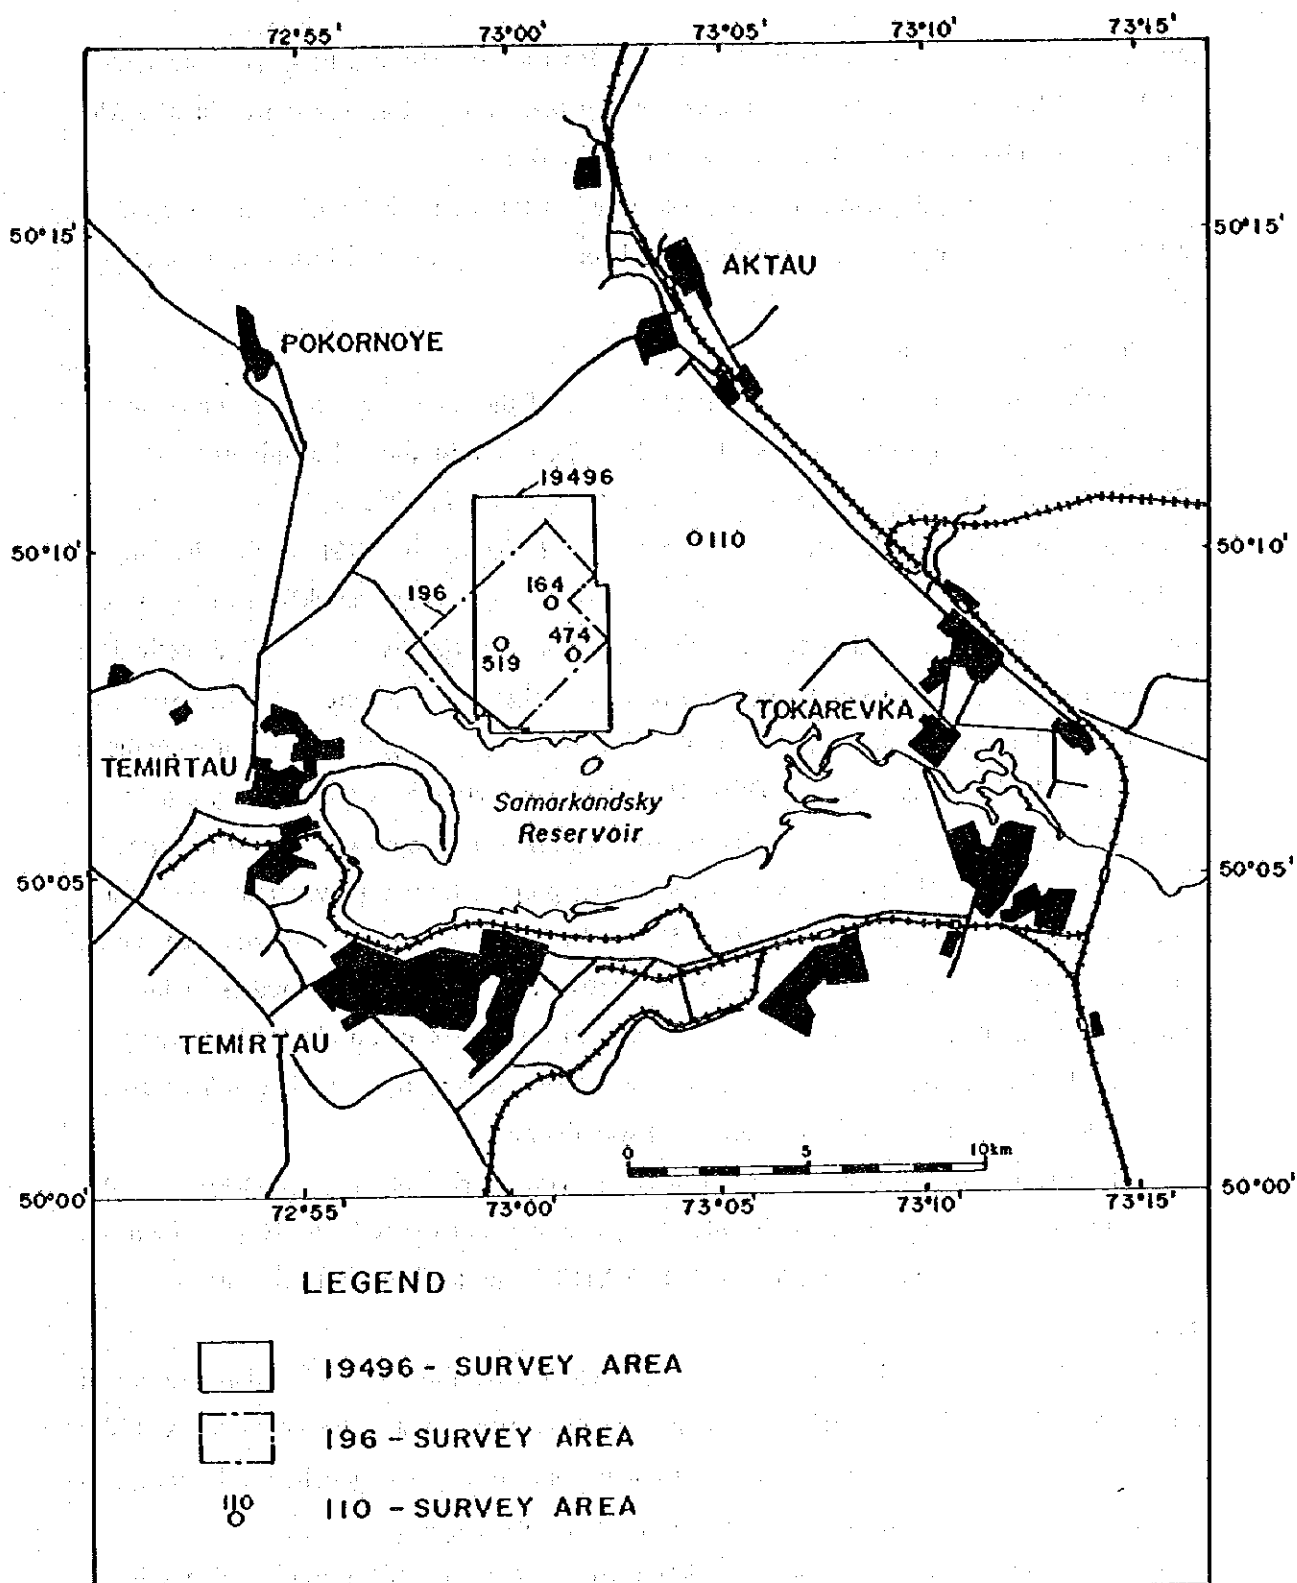 72°55' 73°00' 73°05' 73°10' 73°15'
50°15' 50°15'
AKTAU
POKORNOYE
19496
110
50°10' 50°10'
196
164
474
519
TOKAREVKA
TEMIRTAU
Samarkandsky
Reservoir
50°05' 50°05'
TEMIRTAU
0 5 10km
50°00' 50°00'
72°55' 73°00' 73°05' 73°10' 73°15'
LEGEND
19496 - SURVEY AREA
196 - SURVEY AREA
110
110 - SURVEY AREA